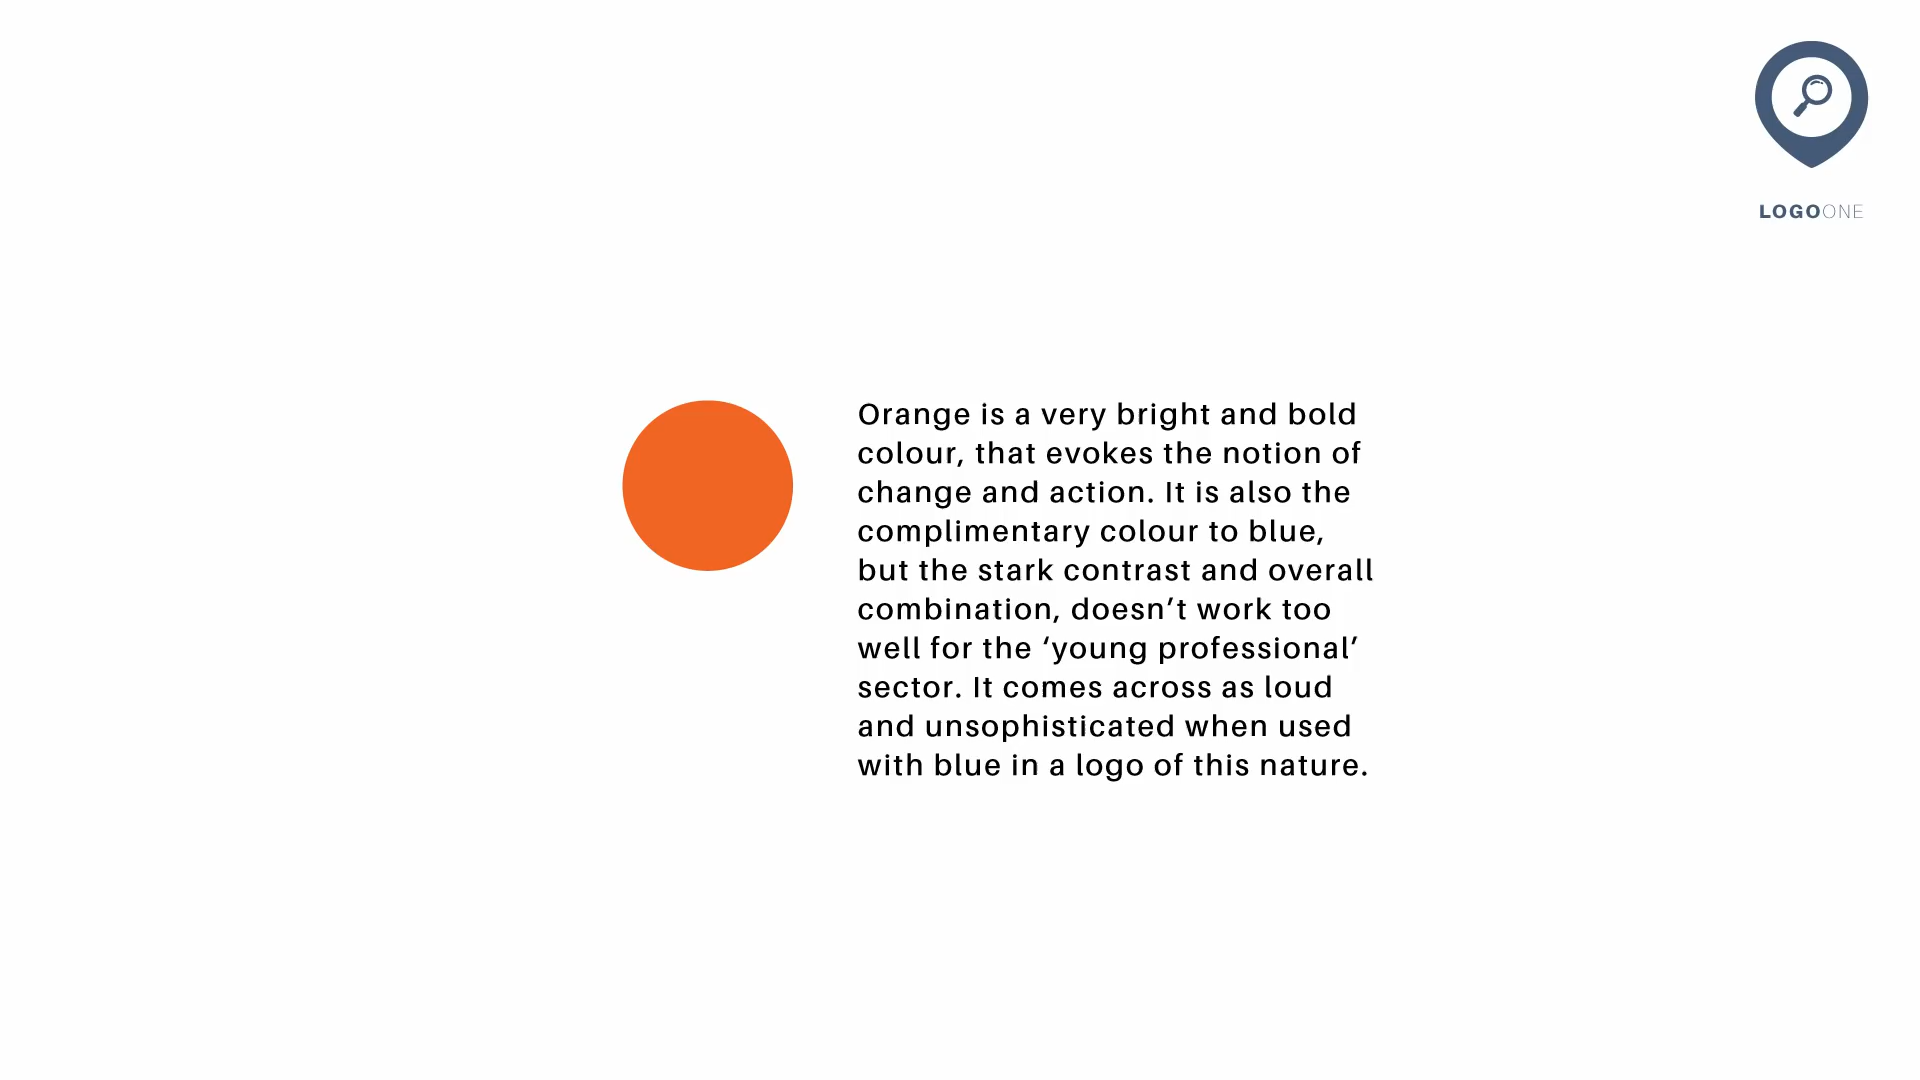 LOGOONE
Orange is a very bright and bold
colour, that evokes the notion of
change and action. It is also the
complimentary colour to blue,
but the stark contrast and overall
combination, doesn’t work too
well for the ‘young professional’
sector. It comes across as loud
and unsophisticated when used
with blue in a logo of this nature.